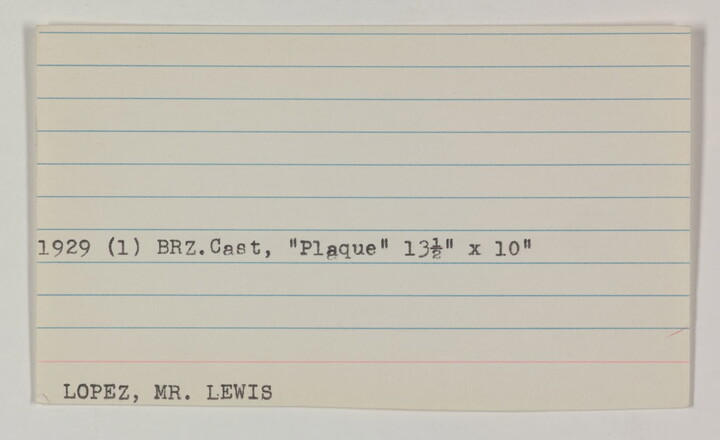 1929 (1) BRZ.Cast, "Plaque" 13½" x 10"
LOPEZ, MR. LEWIS